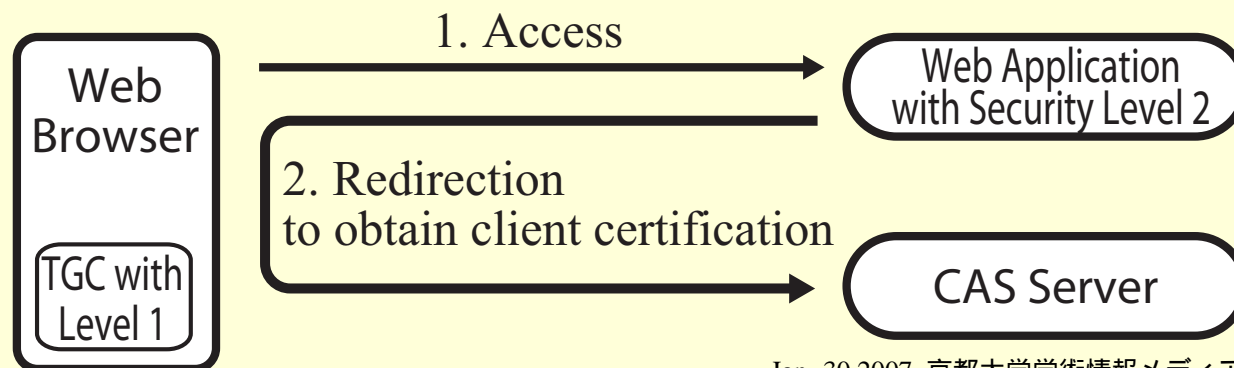 1. Access
Web
Browser
Web Application
with Security Level 2
2. Redirection
to obtain client certification
TGC with
Level 1
CAS Server
Jan. 30 2007 京都大学学術情報メディア